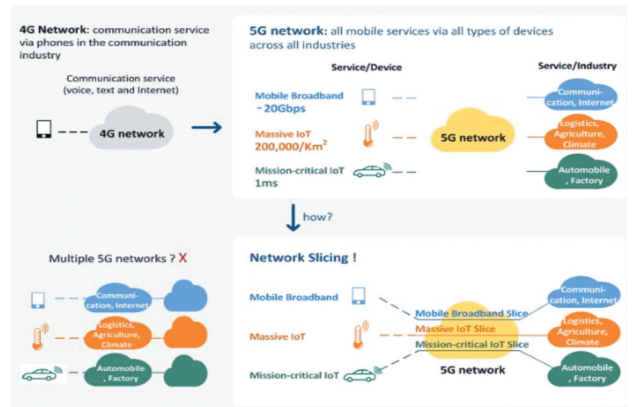 4G Network: communication service
via phones in the communication
industry
Communication service
(voice, text and Internet)
4G network
5G network: all mobile services via all types of devices
across all industries
Service/Device
Service/Industry
Mobile Broadband
~20Gbps
Massive IoT
200,000/Km²
Mission-critical IoT
1ms
5G network
Communi-
cation, Internet
Logistics,
Agriculture,
Climate
Automobile
, Factory
how?
Multiple 5G networks ? X
Communi-
cation, Internet
Logistics,
Agriculture,
Climate
Automobile
, Factory
Network Slicing !
Mobile Broadband
Massive IoT
Mission-critical IoT
Mobile Broadband Slice
Massive IoT Slice
Mission-critical IoT Slice
5G network
Communi-
cation, Internet
Logistics,
Agriculture,
Climate
Automobile
, Factory